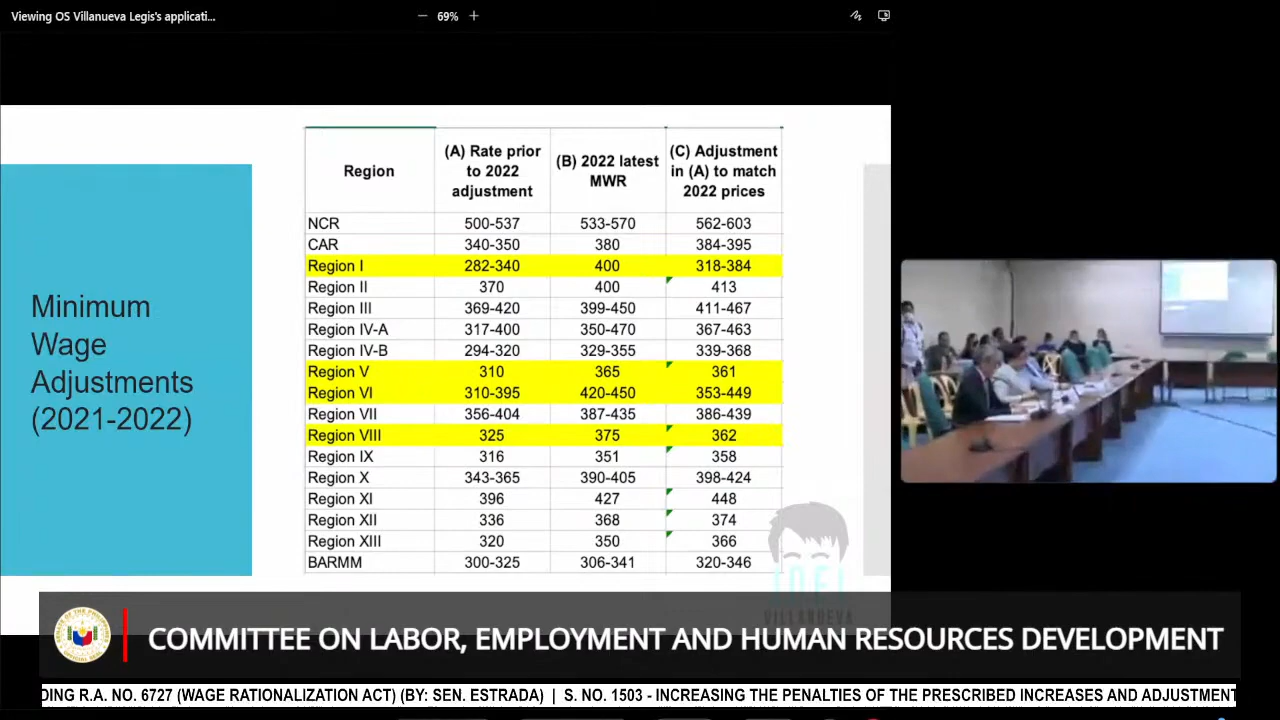 Viewing OS Villanueva Legis's applicati...
69%
Minimum
Wage
Adjustments
(2021-2022)
Region (A) Rate prior to 2022 adjustment (B) 2022 latest MWR (C) Adjustment in (A) to match 2022 prices
NCR 500-537 533-570 562-603
CAR 340-350 380 384-395
Region I 282-340 400 318-384
Region II 370 400 413
Region III 369-420 399-450 411-467
Region IV-A 317-400 350-470 367-463
Region IV-B 294-320 329-355 339-368
Region V 310 365 361
Region VI 310-395 420-450 353-449
Region VII 356-404 387-435 386-439
Region VIII 325 375 362
Region IX 316 351 358
Region X 343-365 390-405 398-424
Region XI 396 427 448
Region XII 336 368 374
Region XIII 320 350 366
BARMM 300-325 306-341 320-346
VILLANUEVA
COMMITTEE ON LABOR, EMPLOYMENT AND HUMAN RESOURCES DEVELOPMENT
DING R.A. NO. 6727 (WAGE RATIONALIZATION ACT) (BY: SEN. ESTRADA) | S. NO. 1503 - INCREASING THE PENALTIES OF THE PRESCRIBED INCREASES AND ADJUSTMENT